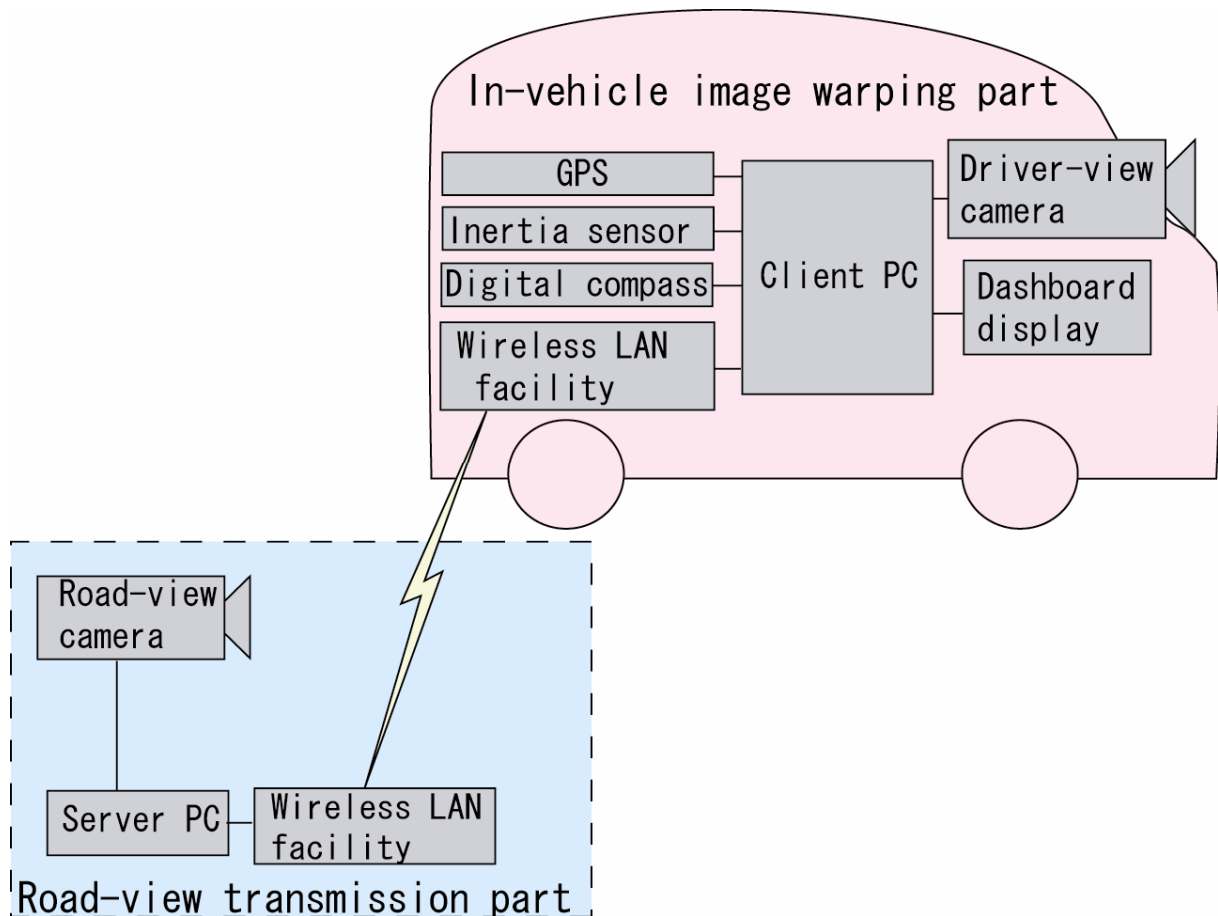 In-vehicle image warping part
GPS
Inertia sensor
Digital compass
Wireless LAN
facility
Client PC
Driver-view
camera
Dashboard
display
Road-view
camera
Server PC
Wireless LAN
facility
Road-view transmission part